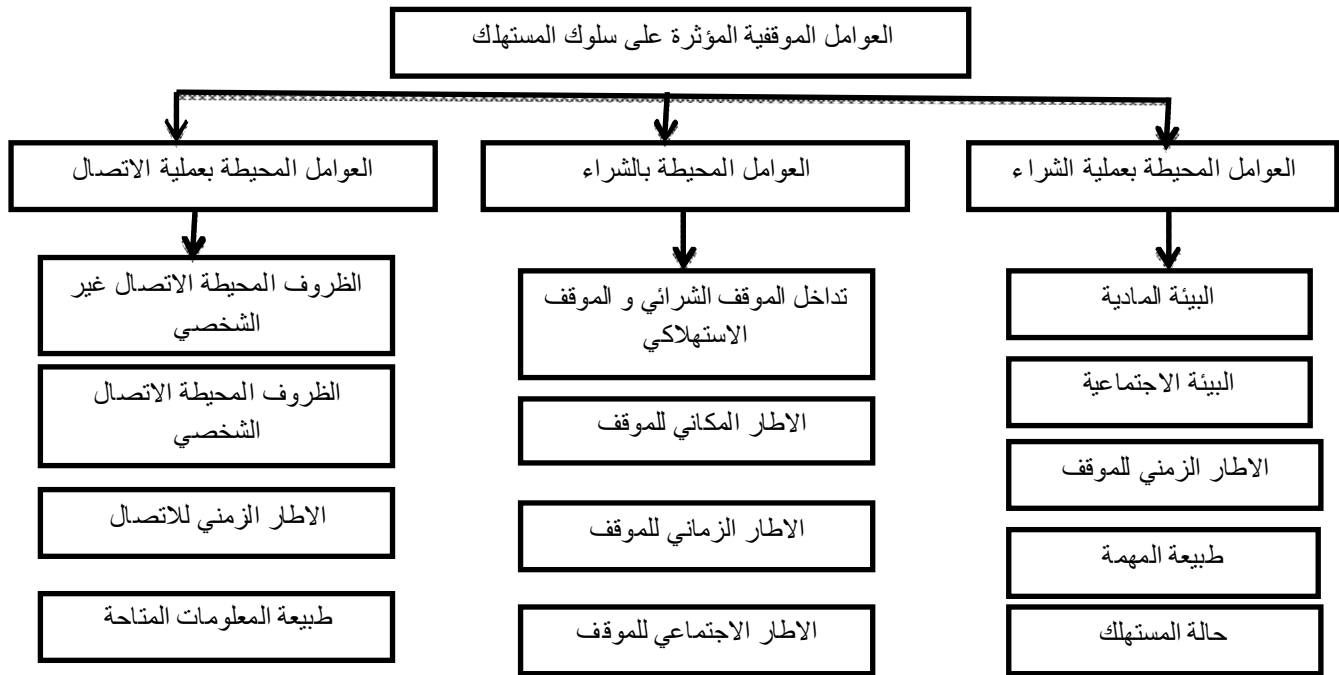 العوامل الموقفية المؤثرة على سلوك المستهلك
العوامل المحيطة بعملية الشراء
البيئة المادية
البيئة الاجتماعية
الاطار الزمني للموقف
طبيعة المهمة
حالة المستهلك
العوامل المحيطة بالشراء
تداخل الموقف الشرائي و الموقف
الاستهلاكي
الاطار المكاني للموقف
الاطار الزماني للموقف
الاطار الاجتماعي للموقف
العوامل المحيطة بعملية الاتصال
الظروف المحيطة الاتصال غير
الشخصي
الظروف المحيطة الاتصال
الشخصي
الاطار الزمني للاتصال
طبيعة المعلومات المتاحة